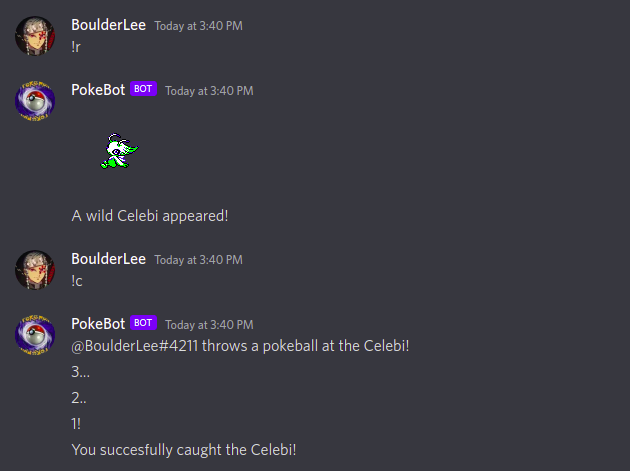 BoulderLee Today at 3:40 PM
!r
PokeBot BOT Today at 3:40 PM
A wild Celebi appeared!
BoulderLee Today at 3:40 PM
!c
PokeBot BOT Today at 3:40 PM
@BoulderLee#4211 throws a pokeball at the Celebi!
3...
2..
1!
You succesfully caught the Celebi!